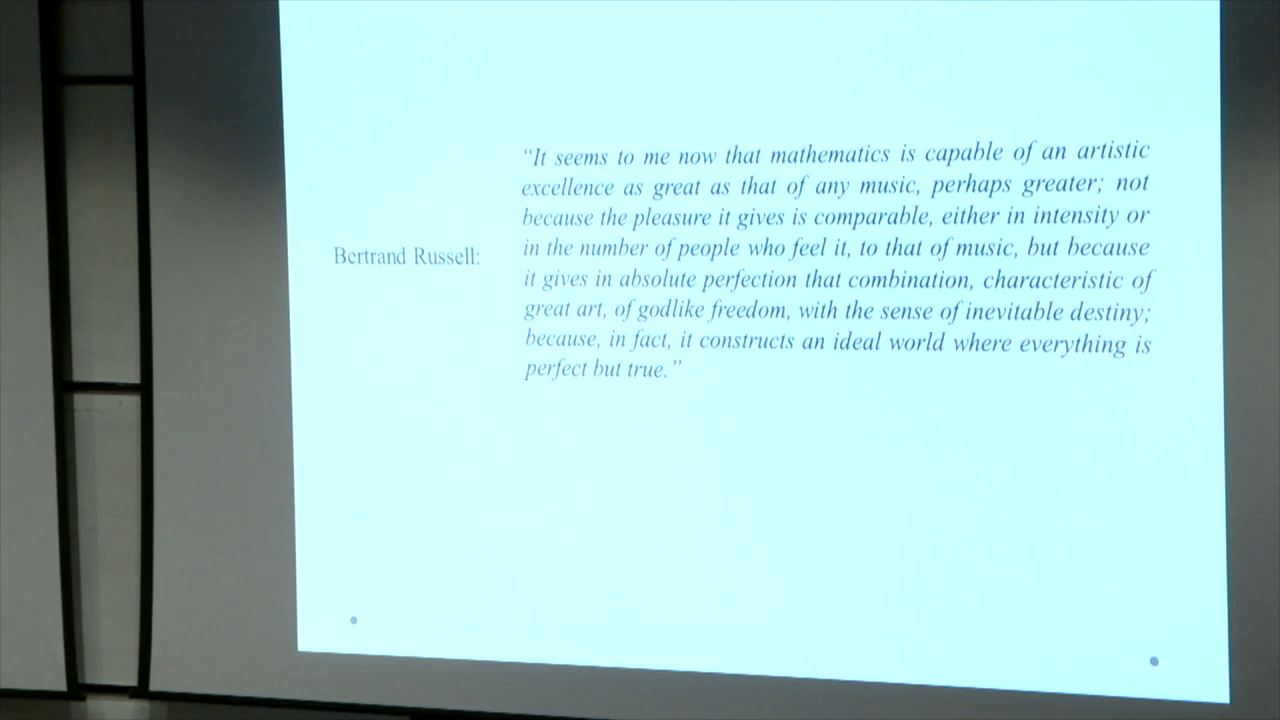 “It seems to me now that mathematics is capable of an artistic
excellence as great as that of any music, perhaps greater; not
because the pleasure it gives is comparable, either in intensity or
in the number of people who feel it, to that of music, but because
Bertrand Russell:
it gives in absolute perfection that combination, characteristic of
great art, of godlike freedom, with the sense of inevitable destiny;
because, in fact, it constructs an ideal world where everything is
perfect but true.”